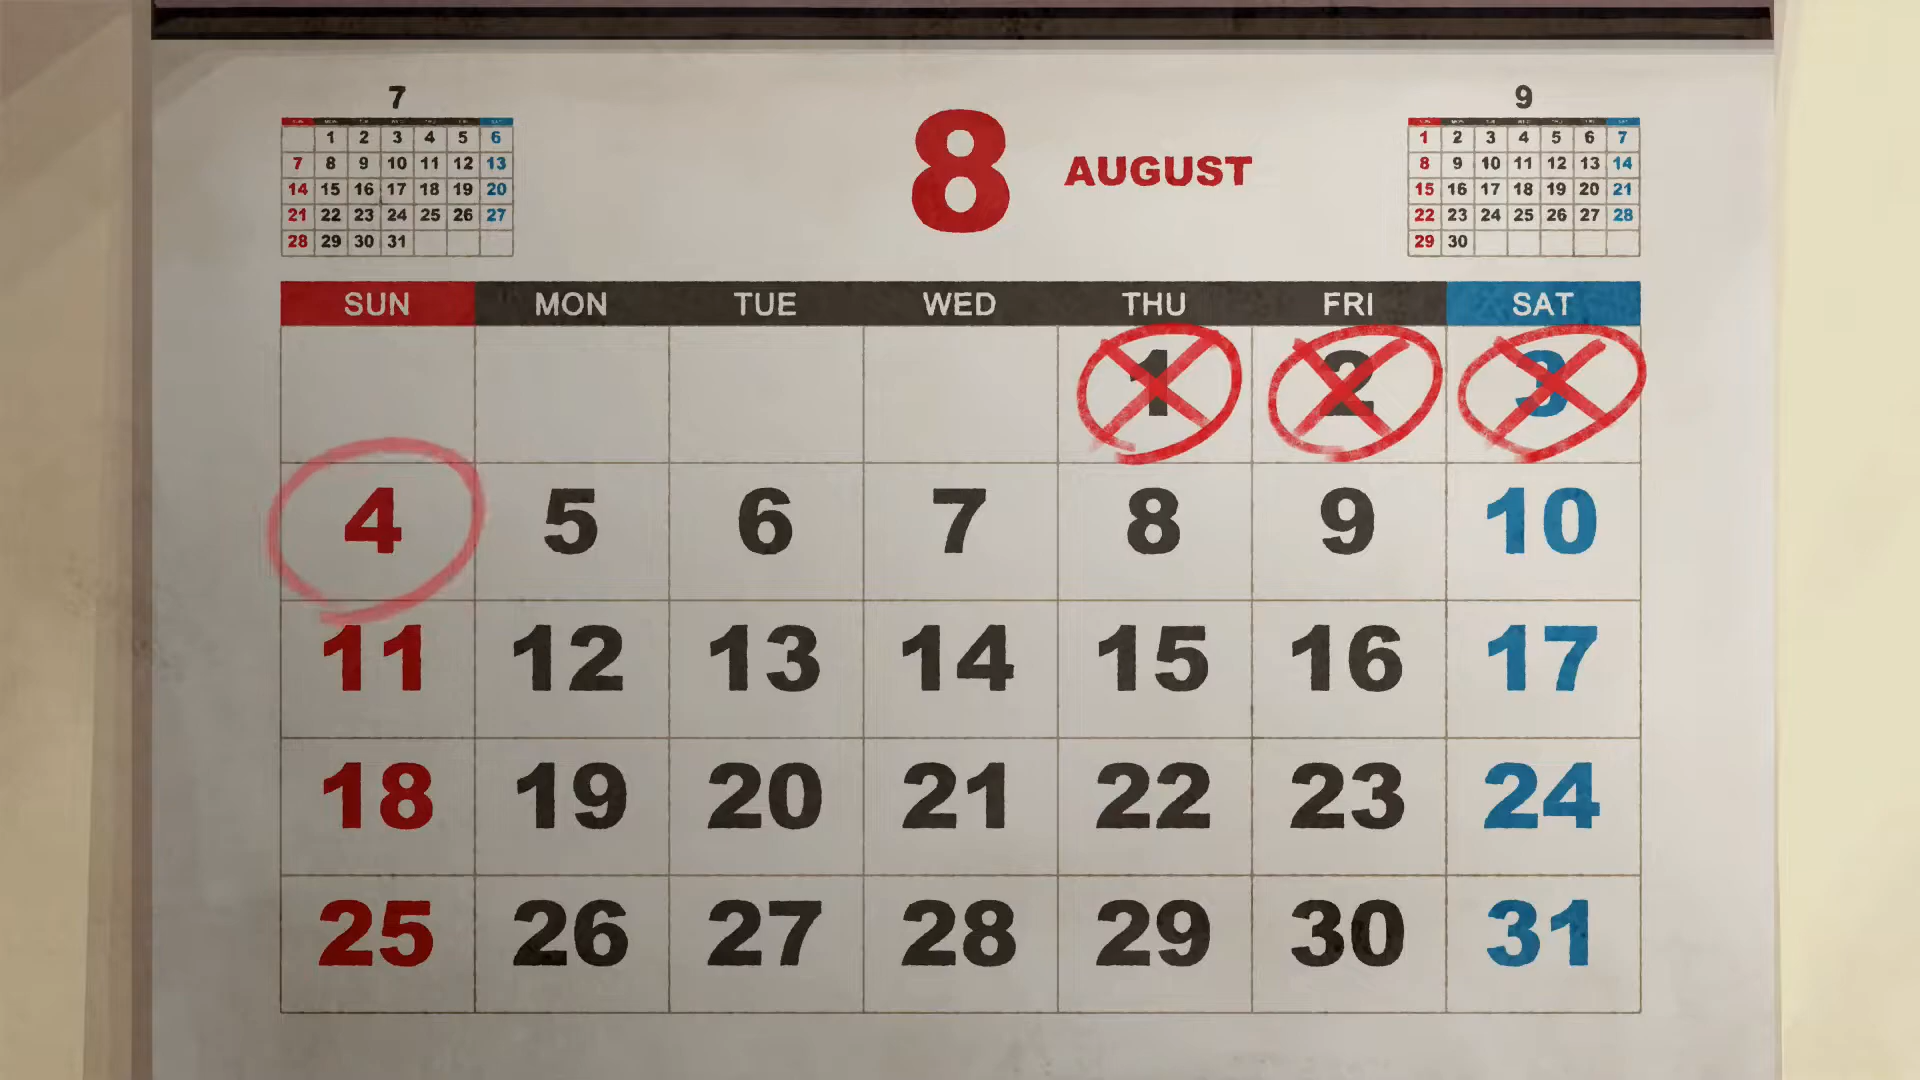 7
1 2 3 4 5 6
7 8 9 10 11 12 13
14 15 16 17 18 19 20
21 22 23 24 25 26 27
28 29 30 31
8 AUGUST
9
1 2 3 4 5 6 7
8 9 10 11 12 13 14
15 16 17 18 19 20 21
22 23 24 25 26 27 28
29 30
SUN MON TUE WED THU FRI SAT
1 2 3
4 5 6 7 8 9 10
11 12 13 14 15 16 17
18 19 20 21 22 23 24
25 26 27 28 29 30 31